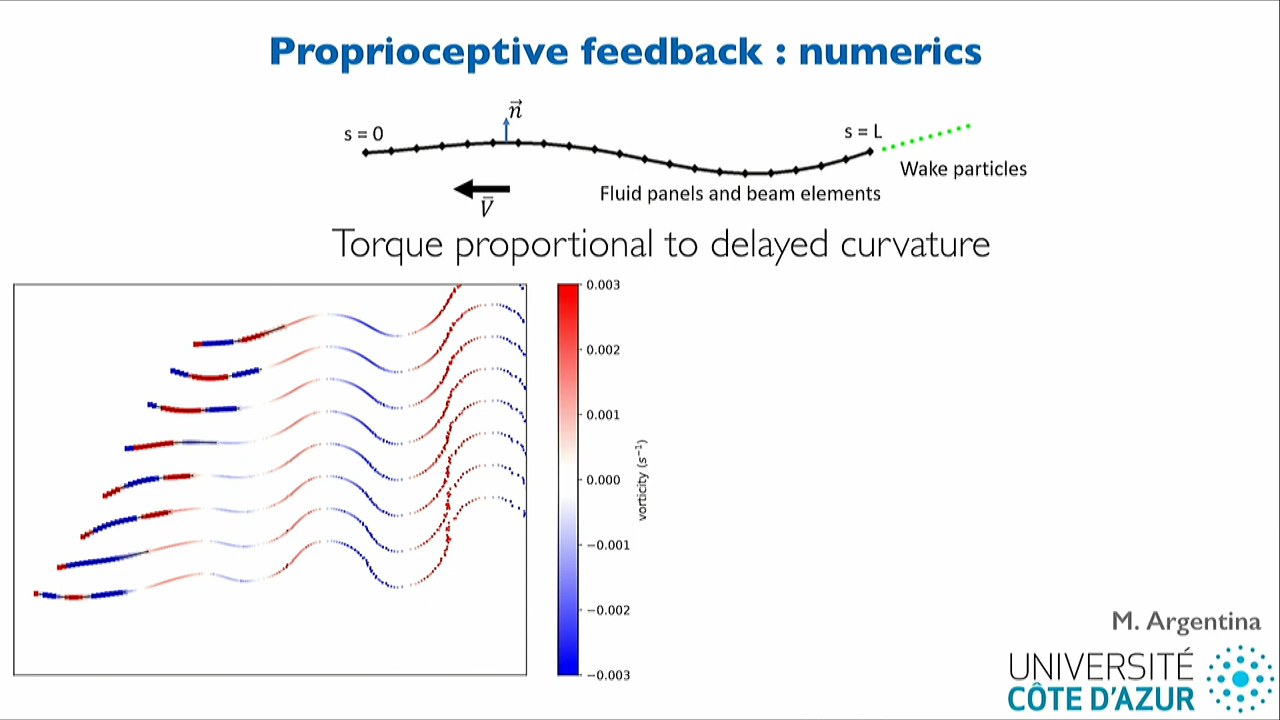 Proprioceptive feedback : numerics
n
s = 0
s = L
Wake particles
Fluid panels and beam elements
V
Torque proportional to delayed curvature
0.003
0.002
0.001
0.000
−0.001
−0.002
−0.003
vorticity (s⁻¹)
M. Argentina
UNIVERSITÉ
CÔTE D'AZUR